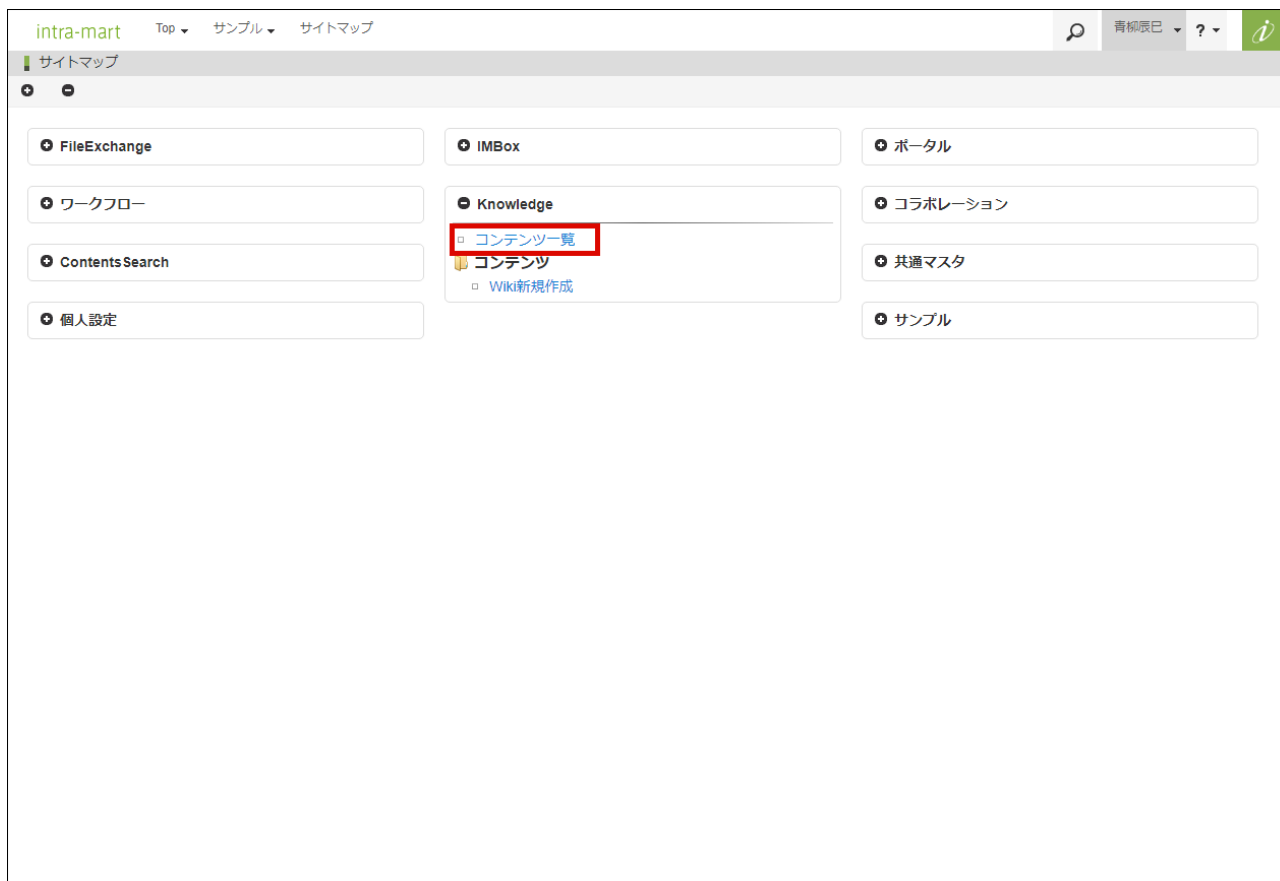 intra-mart Top サンプル サイトマップ 青柳辰巳 ?
サイトマップ
FileExchange IMBox ポータル
ワークフロー Knowledge コラボレーション
コンテンツ一覧
ContentsSearch コンテンツ 共通マスタ
Wiki新規作成
個人設定 サンプル